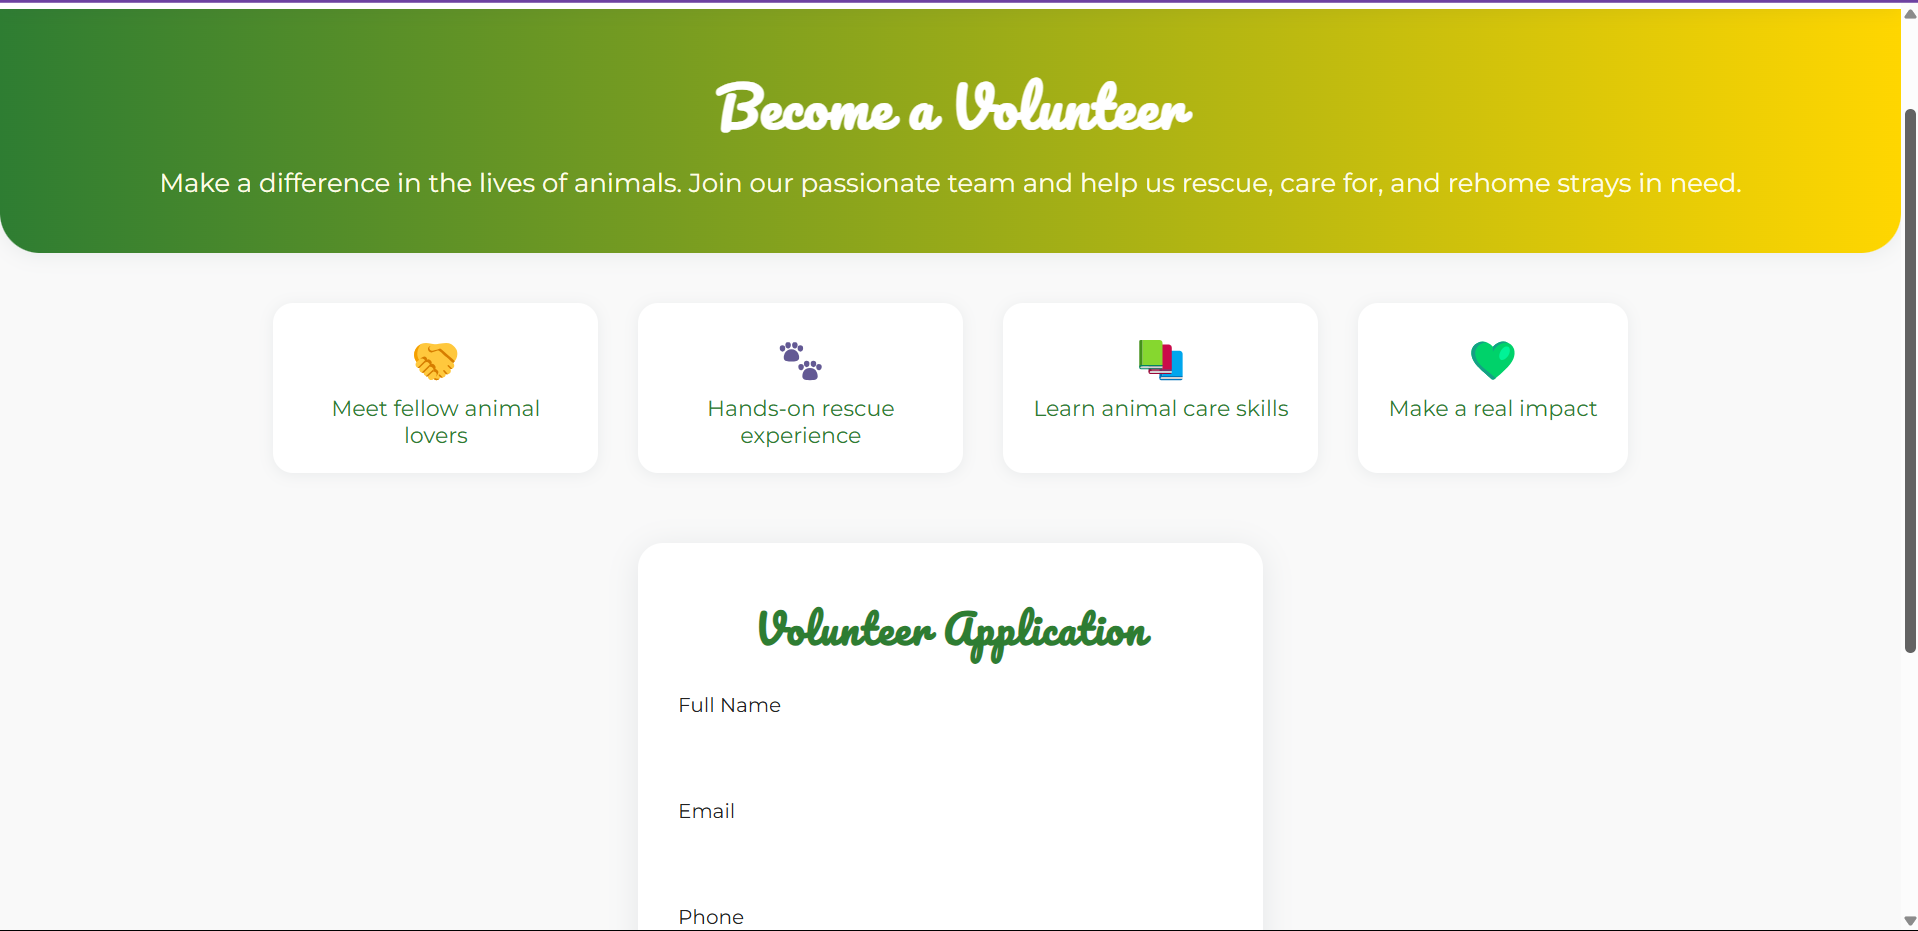 Become a Volunteer
Make a difference in the lives of animals. Join our passionate team and help us rescue, care for, and rehome strays in need.
Meet fellow animal
lovers
Hands-on rescue
experience
Learn animal care skills
Make a real impact
Volunteer Application
Full Name
Email
Phone